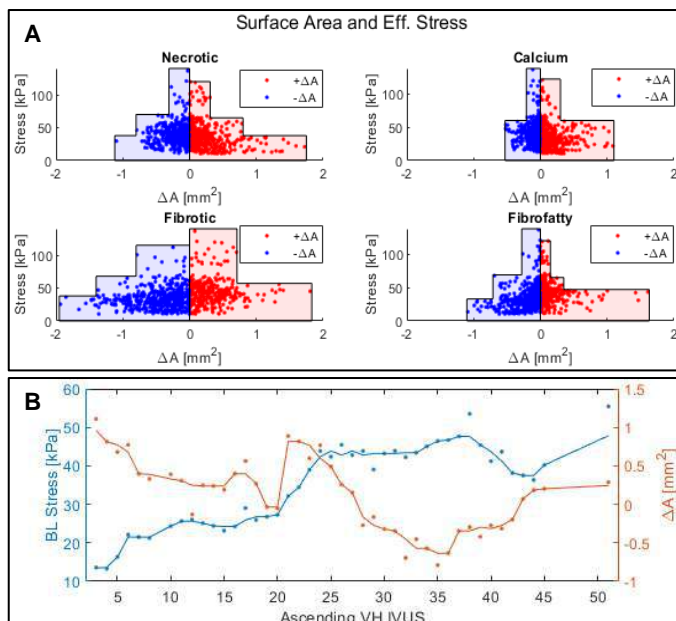 Surface Area and Eff. Stress
A
Necrotic
Stress [kPa]
100
50
0
+ΔA
-ΔA
-2 -1 0 1 2
ΔA [mm²]
Calcium
Stress [kPa]
100
50
0
+ΔA
-ΔA
-2 -1 0 1 2
ΔA [mm²]
Fibrotic
Stress [kPa]
100
50
0
+ΔA
-ΔA
-2 -1 0 1 2
ΔA [mm²]
Fibrofatty
Stress [kPa]
100
50
0
+ΔA
-ΔA
-2 -1 0 1 2
ΔA [mm²]
B
BL Stress [kPa]
60
50
40
30
20
10
1.5
1
0.5
0
-0.5
-1
ΔA [mm²]
5 10 15 20 25 30 35 40 45 50
Ascending VH IVUS